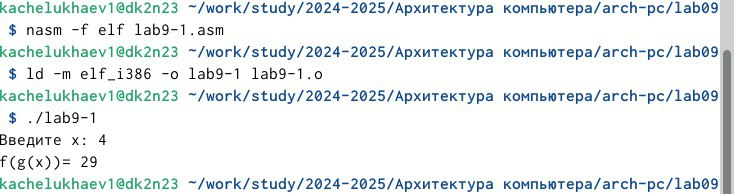 kachelukhaev1@dk2n23 ~/work/study/2024-2025/Архитектура компьютера/arch-pc/lab09
$ nasm -f elf lab9-1.asm
kachelukhaev1@dk2n23 ~/work/study/2024-2025/Архитектура компьютера/arch-pc/lab09
$ ld -m elf_i386 -o lab9-1 lab9-1.o
kachelukhaev1@dk2n23 ~/work/study/2024-2025/Архитектура компьютера/arch-pc/lab09
$ ./lab9-1
Введите x: 4
f(g(x))= 29
kachelukhaev1@dk2n23 ~/work/study/2024-2025/Архитектура компьютера/arch-pc/lab09